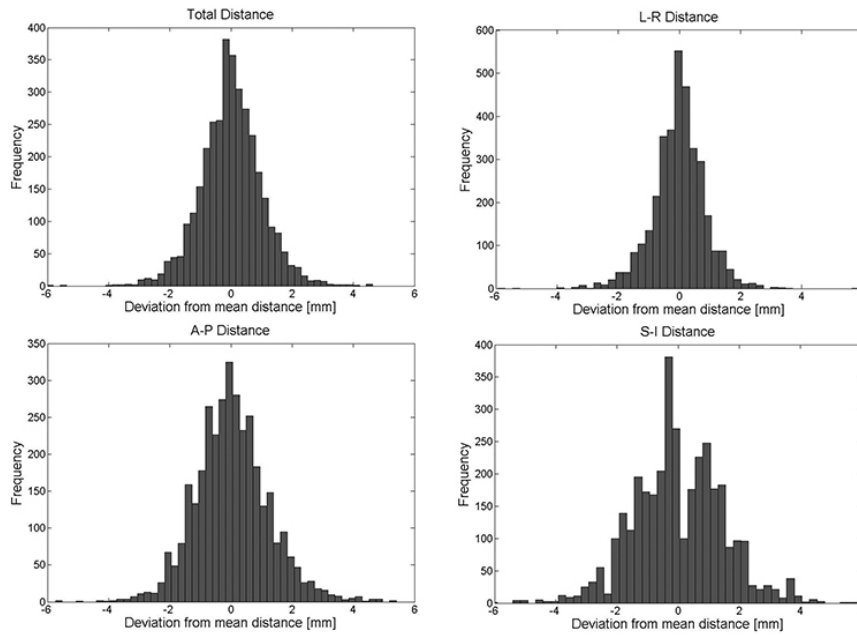 Total Distance
400
350
300
250
200
150
100
50
0
Frequency
-6 -4 -2 0 2 4 6
Deviation from mean distance [mm]
L-R Distance
600
500
400
300
200
100
0
Frequency
-6 -4 -2 0 2 4
Deviation from mean distance [mm]
A-P Distance
350
300
250
200
150
100
50
0
Frequency
-6 -4 -2 0 2 4 6
Deviation from mean distance [mm]
S-I Distance
400
350
300
250
200
150
100
50
0
Frequency
-6 -4 -2 0 2 4
Deviation from mean distance [mm]